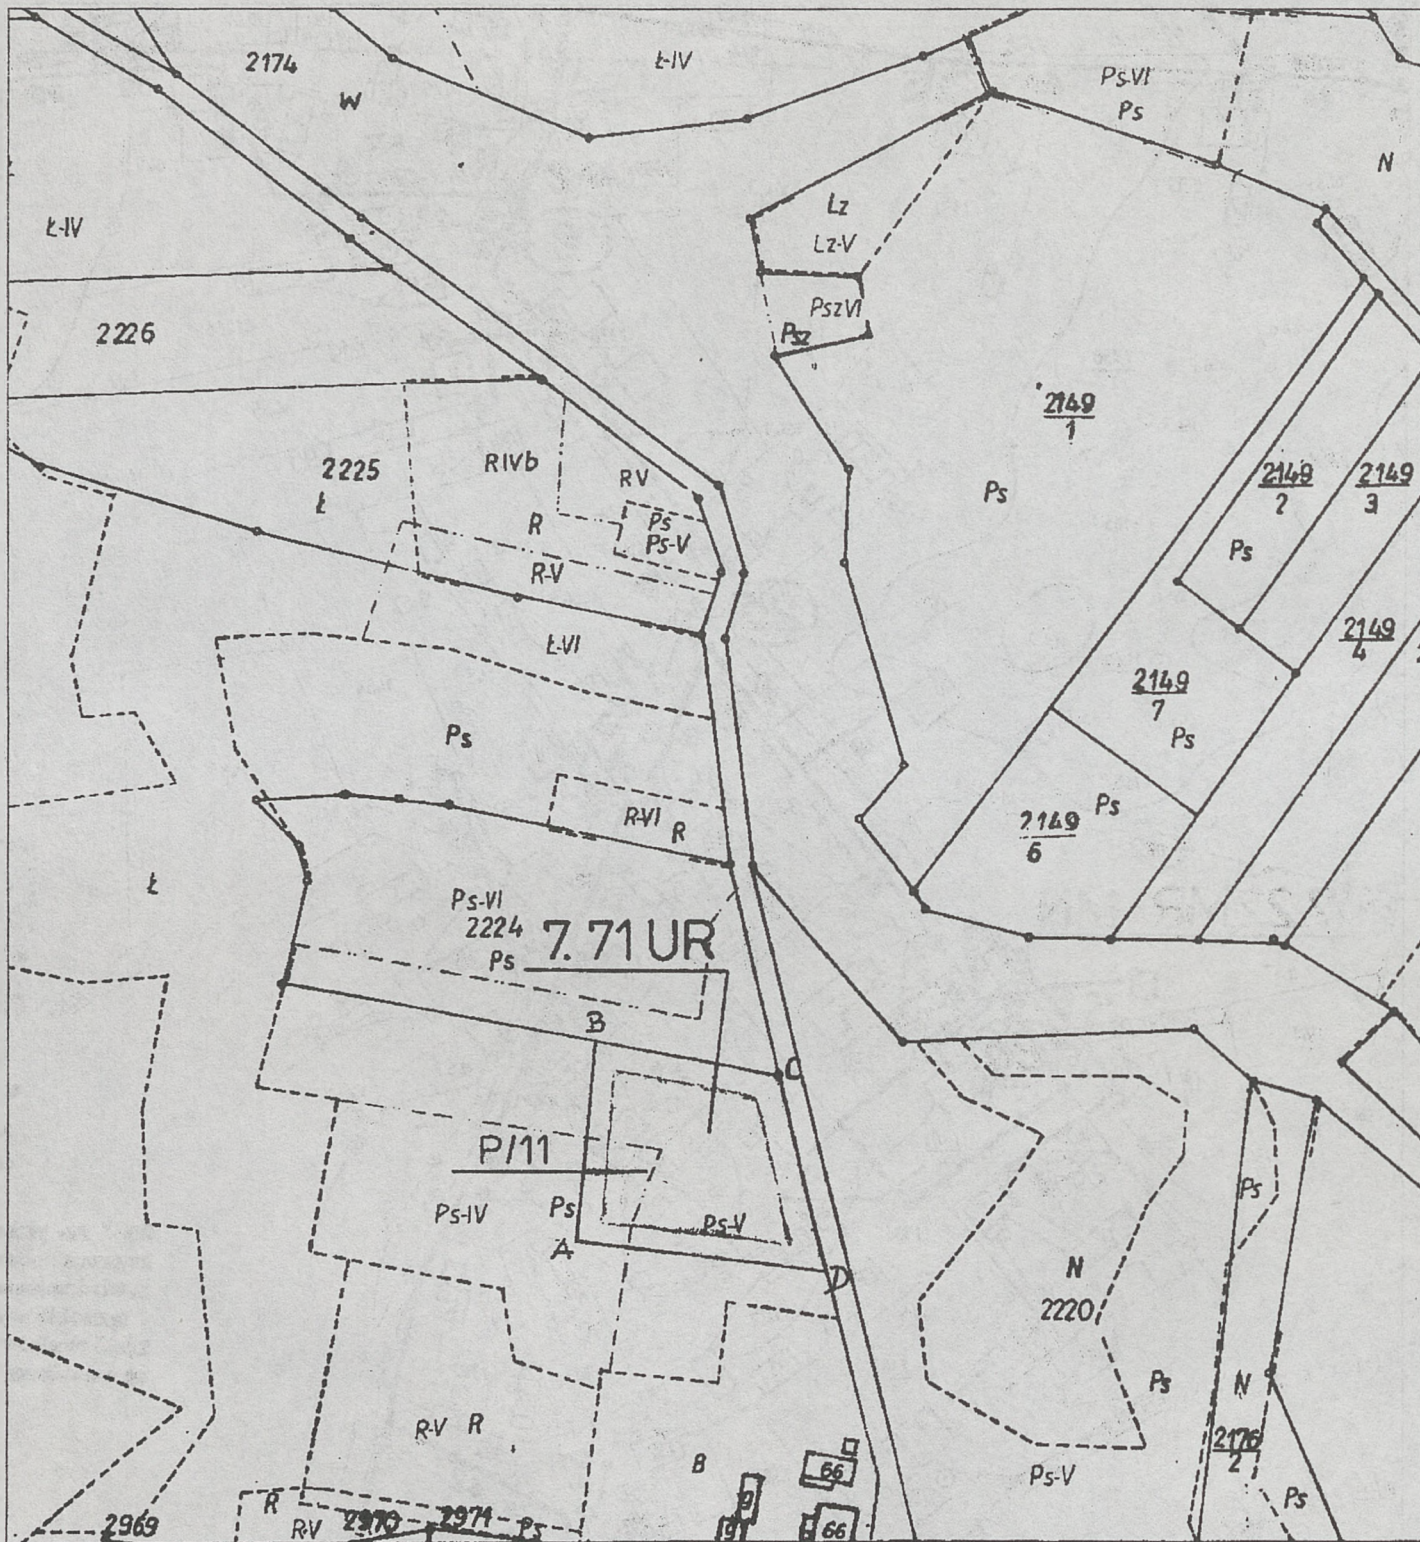 2174
W
Ł-IV
Ps-VI
Ps
N
Ł-IV
Lz
Lz-V
2226
PszVI
Psz
2149
1
2225
Ł
RIVb
RV
Ps
Ps-V
R
R-V
Ps
2149
2
2149
3
Ps
Ł-VI
2149
4
2149
7
Ps
Ps
R-VI
R
2149
6
Ps
Ł
Ps-VI
2224
Ps
7.71 UR
B
C
P/11
Ps-IV
Ps
Ps-V
A
D
Ps
N
2220
Ps
N
R-V R
B
66
2176
2
Ps-V
Ps
g
g
66
R
R-V
2969
2970
2971
Ps